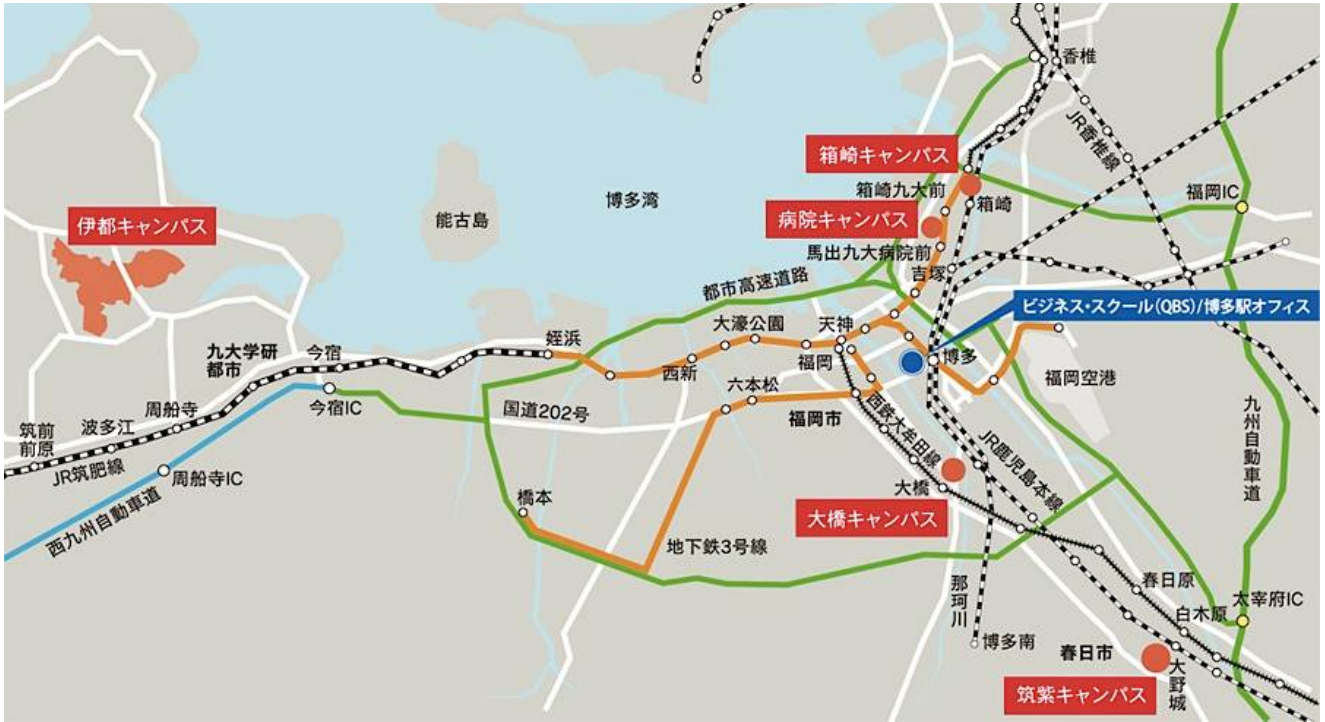 香椎
JR香椎線
箱崎キャンパス
箱崎九大前
箱崎
福岡IC
病院キャンパス
馬出九大病院前
吉塚
伊都キャンパス
能古島
博多湾
都市高速道路
ビジネス・スクール(QBS)/博多駅オフィス
九大学研
都市
今宿
姪浜
西新
大濠公園
天神
福岡
博多
福岡空港
今宿IC
国道202号
六本松
福岡市
西鉄大牟田線
JR鹿児島本線
九州自動車道
筑前
前原
波多江
周船寺
JR筑肥線
周船寺IC
西九州自動車道
橋本
地下鉄3号線
大橋
大橋キャンパス
那珂川
博多南
春日原
白木原
太宰府IC
春日市
大野城
筑紫キャンパス